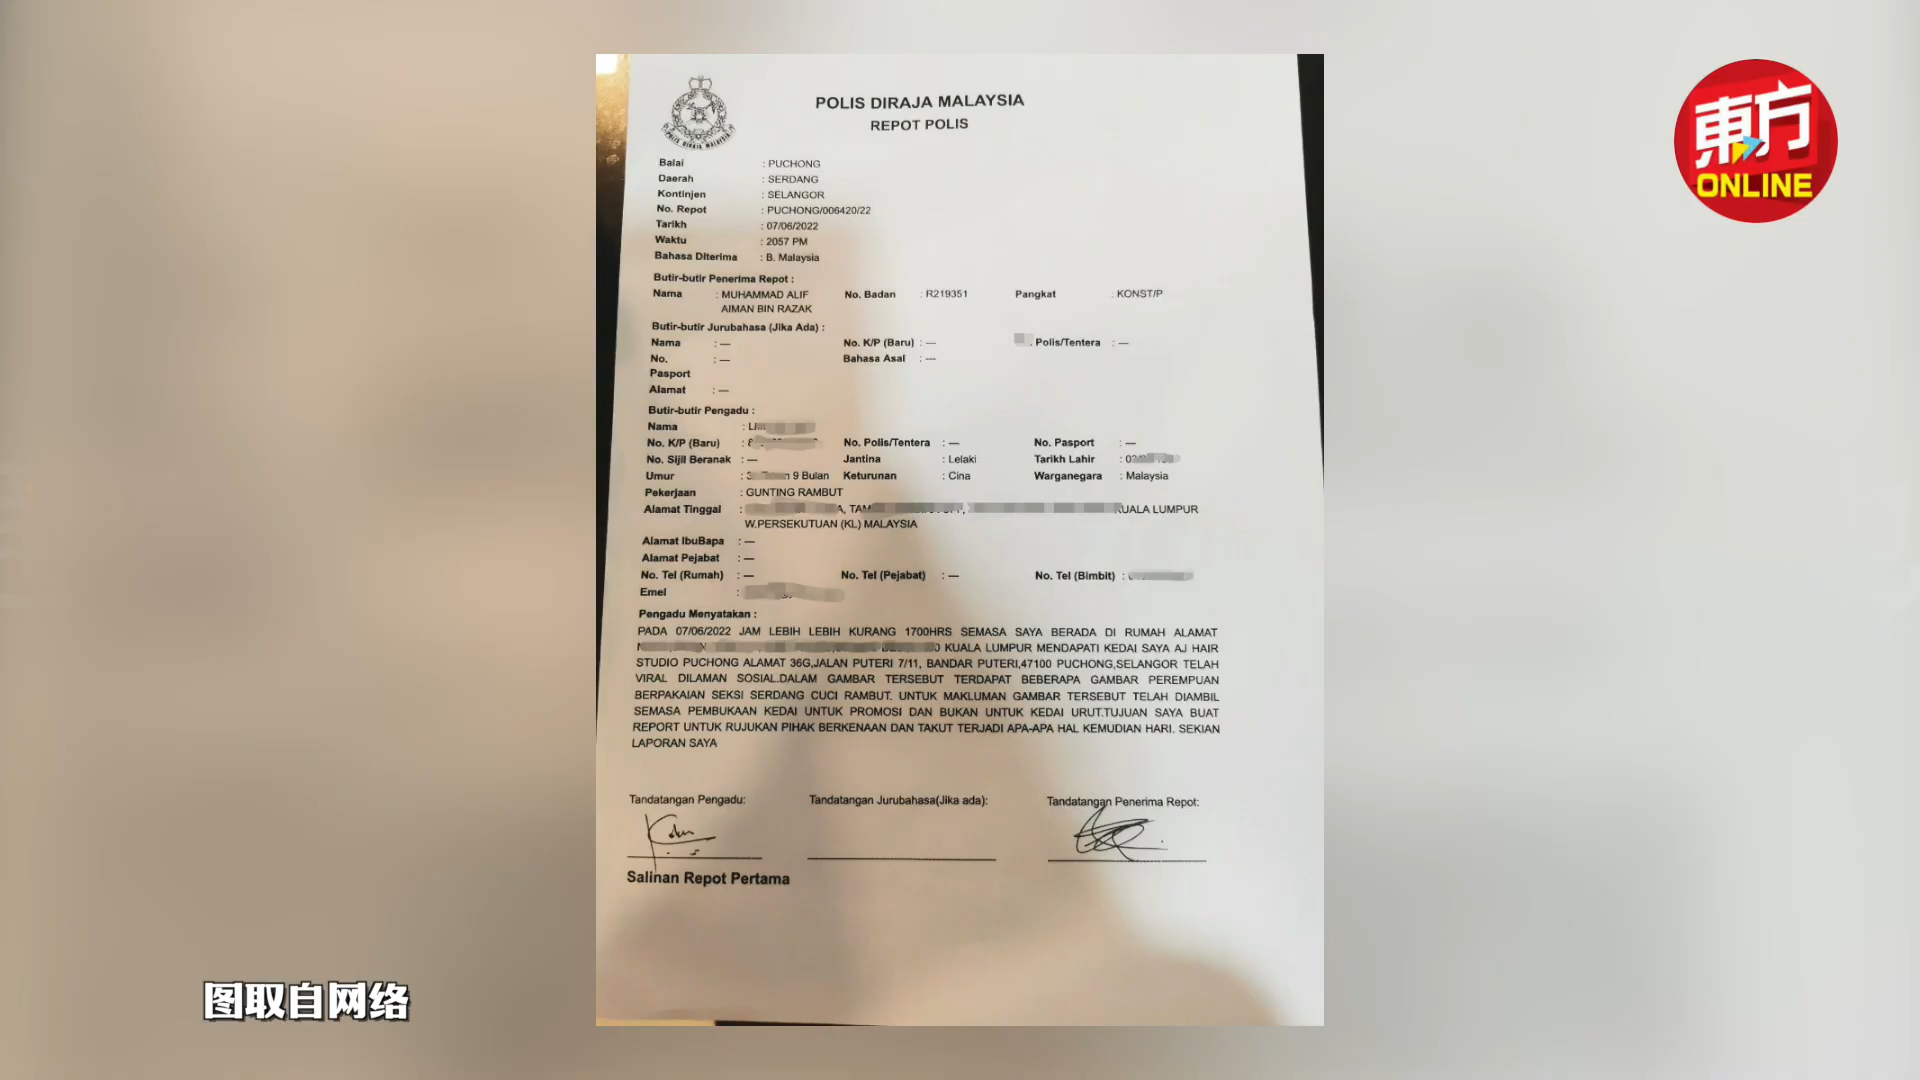 POLIS DIRAJA MALAYSIA
REPOT POLIS
POLIS DIRAJA MALAYSIA
東方
ONLINE
Balai : PUCHONG
Daerah : SERDANG
Kontinjen : SELANGOR
No. Repot : PUCHONG/006420/22
Tarikh : 07/06/2022
Waktu : 2057 PM
Bahasa Diterima : B. Malaysia
Butir-butir Penerima Repot :
Nama : MUHAMMAD ALIF No. Badan : R219351 Pangkat : KONST/P
AIMAN BIN RAZAK
Butir-butir Jurubahasa (Jika Ada) :
Nama : — No. K/P (Baru) : — Polis/Tentera : —
No. : — Bahasa Asal : —
Pasport
Alamat : —
Butir-butir Pengadu :
Nama :
No. K/P (Baru) : No. Polis/Tentera : — No. Pasport : —
No. Sijil Beranak : — Jantina : Lelaki Tarikh Lahir :
Umur : 9 Bulan Keturunan : Cina Warganegara : Malaysia
Pekerjaan : GUNTING RAMBUT
Alamat Tinggal : KUALA LUMPUR
W.PERSEKUTUAN (KL) MALAYSIA
Alamat IbuBapa : —
Alamat Pejabat : —
No. Tel (Rumah) : — No. Tel (Pejabat) : — No. Tel (Bimbit) :
Emel :
Pengadu Menyatakan :
PADA 07/06/2022 JAM LEBIH LEBIH KURANG 1700HRS SEMASA SAYA BERADA DI RUMAH ALAMAT
KUALA LUMPUR MENDAPATI KEDAI SAYA AJ HAIR
STUDIO PUCHONG ALAMAT 36G,JALAN PUTERI 7/11, BANDAR PUTERI,47100 PUCHONG,SELANGOR TELAH
VIRAL DILAMAN SOSIAL.DALAM GAMBAR TERSEBUT TERDAPAT BEBERAPA GAMBAR PEREMPUAN
BERPAKAIAN SEKSI SERDANG CUCI RAMBUT. UNTUK MAKLUMAN GAMBAR TERSEBUT TELAH DIAMBIL
SEMASA PEMBUKAAN KEDAI UNTUK PROMOSI DAN BUKAN UNTUK KEDAI URUT.TUJUAN SAYA BUAT
REPORT UNTUK RUJUKAN PIHAK BERKENAAN DAN TAKUT TERJADI APA-APA HAL KEMUDIAN HARI. SEKIAN
LAPORAN SAYA
Tandatangan Pengadu: Tandatangan Jurubahasa(Jika ada): Tandatangan Penerima Repot:
Salinan Repot Pertama
图取自网络